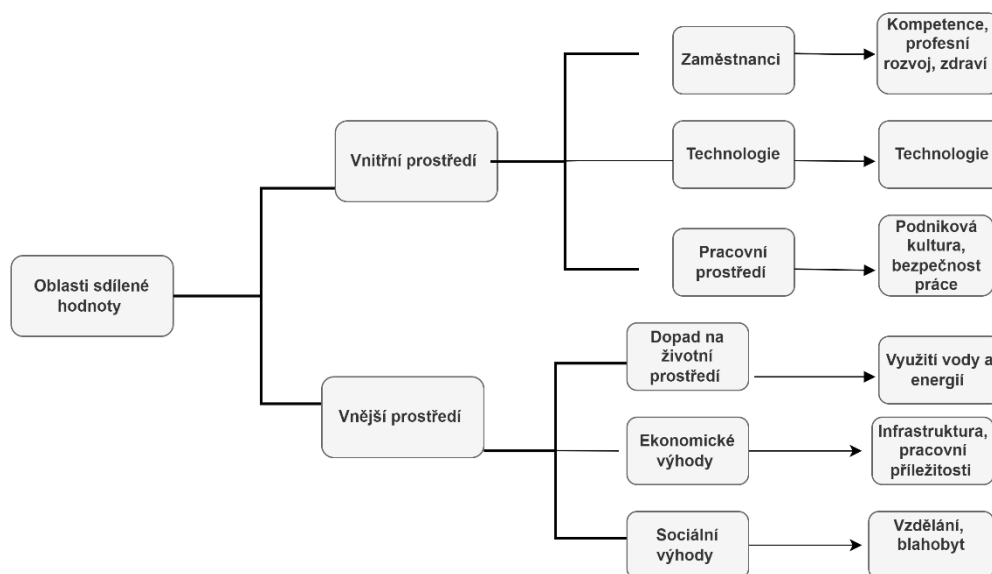 Kompetence,
profesní
rozvoj, zdraví
Zaměstnanci
Vnitřní prostředí
Technologie
Technologie
Pracovní
prostředí
Podniková
kultura,
bezpečnost
práce
Oblasti sdílené
hodnoty
Dopad na
životní
prostředí
Využití vody a
energií
Vnější prostředí
Ekonomické
výhody
Infrastruktura,
pracovní
příležitosti
Sociální
výhody
Vzdělání,
blahobyt